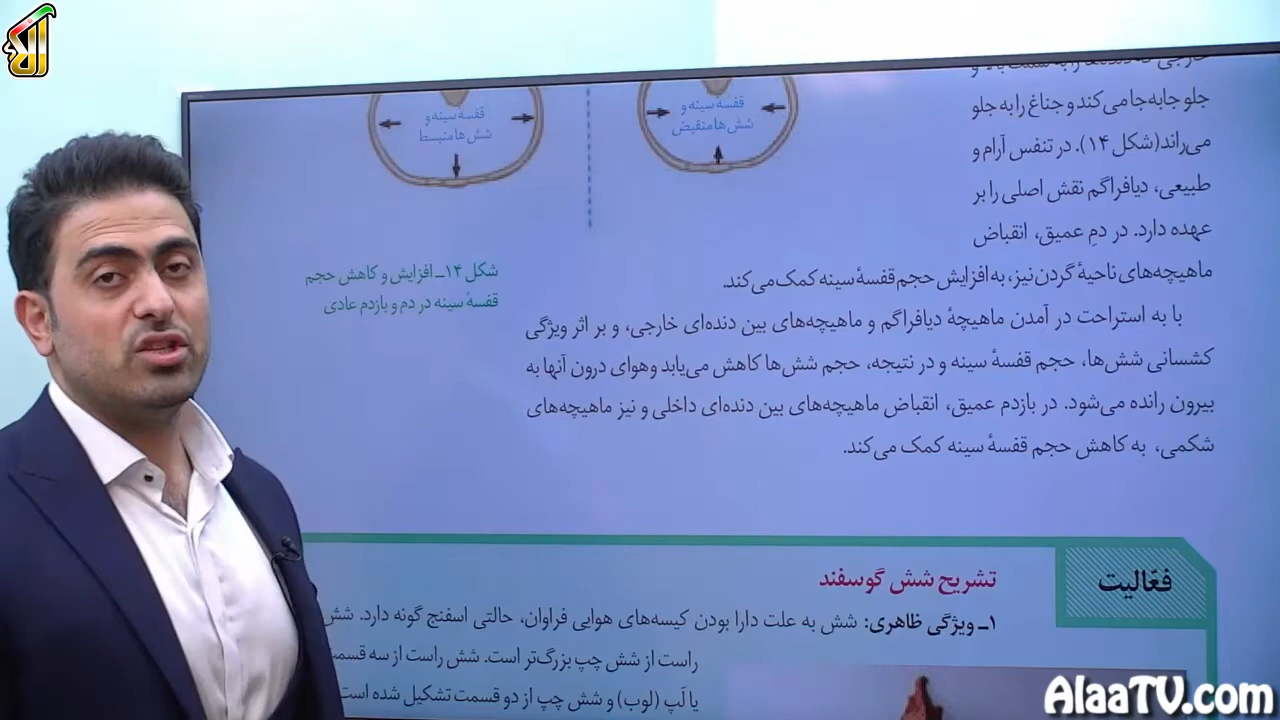 آلاء
قفسهٔ سینه و
شش‌ها منقبض
قفسهٔ سینه و
شش‌ها منبسط
جلو جابه‌جا می‌کند و جناغ را به جلو
می‌راند(شکل ۱۴). در تنفس آرام و
طبیعی، دیافراگم نقش اصلی را بر
عهده دارد. در دمِ عمیق، انقباض
ماهیچه‌های ناحیهٔ گردن نیز، به افزایش حجم قفسهٔ سینه کمک می‌کند.
شکل ۱۴ـ افزایش و کاهش حجم
قفسهٔ سینه در دم و بازدم عادی
با به استراحت در آمدن ماهیچهٔ دیافراگم و ماهیچه‌های بین دنده‌ای خارجی، و بر اثر ویژگی
کشسانی شش‌ها، حجم قفسهٔ سینه و در نتیجه، حجم شش‌ها کاهش می‌یابد وهوای درون آنها به
بیرون رانده می‌شود. در بازدم عمیق، انقباض ماهیچه‌های بین دنده‌ای داخلی و نیز ماهیچه‌های
شکمی، به کاهش حجم قفسهٔ سینه کمک می‌کند.
فعّالیت
تشریح شش گوسفند
۱ـ ویژگی ظاهری: شش به علت دارا بودن کیسه‌های هوایی فراوان، حالتی اسفنج گونه دارد. شش
راست از شش چپ بزرگ‌تر است. شش راست از سه قسمت
یا لَپ (لوب) و شش چپ از دو قسمت تشکیل شده است
AlaaTV.com